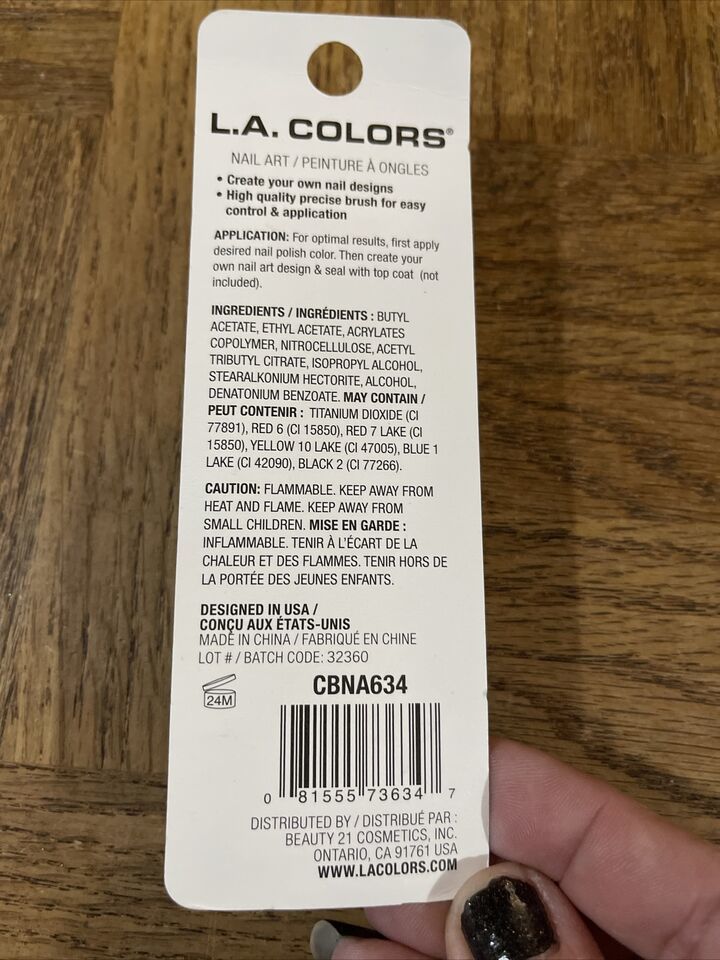 L.A. COLORS®
NAIL ART / PEINTURE À ONGLES
• Create your own nail designs
• High quality precise brush for easy
control & application
APPLICATION: For optimal results, first apply
desired nail polish color. Then create your
own nail art design & seal with top coat (not
included).
INGREDIENTS / INGRÉDIENTS : BUTYL
ACETATE, ETHYL ACETATE, ACRYLATES
COPOLYMER, NITROCELLULOSE, ACETYL
TRIBUTYL CITRATE, ISOPROPYL ALCOHOL,
STEARALKONIUM HECTORITE, ALCOHOL,
DENATONIUM BENZOATE. MAY CONTAIN /
PEUT CONTENIR : TITANIUM DIOXIDE (CI
77891), RED 6 (CI 15850), RED 7 LAKE (CI
15850), YELLOW 10 LAKE (CI 47005), BLUE 1
LAKE (CI 42090), BLACK 2 (CI 77266).
CAUTION: FLAMMABLE. KEEP AWAY FROM
HEAT AND FLAME. KEEP AWAY FROM
SMALL CHILDREN. MISE EN GARDE :
INFLAMMABLE. TENIR À L'ÉCART DE LA
CHALEUR ET DES FLAMMES. TENIR HORS DE
LA PORTÉE DES JEUNES ENFANTS.
DESIGNED IN USA /
CONÇU AUX ÉTATS-UNIS
MADE IN CHINA / FABRIQUÉ EN CHINE
LOT # / BATCH CODE: 32360
24M
CBNA634
0 81555 73634 7
DISTRIBUTED BY / DISTRIBUÉ PAR :
BEAUTY 21 COSMETICS, INC.
ONTARIO, CA 91761 USA
WWW.LACOLORS.COM